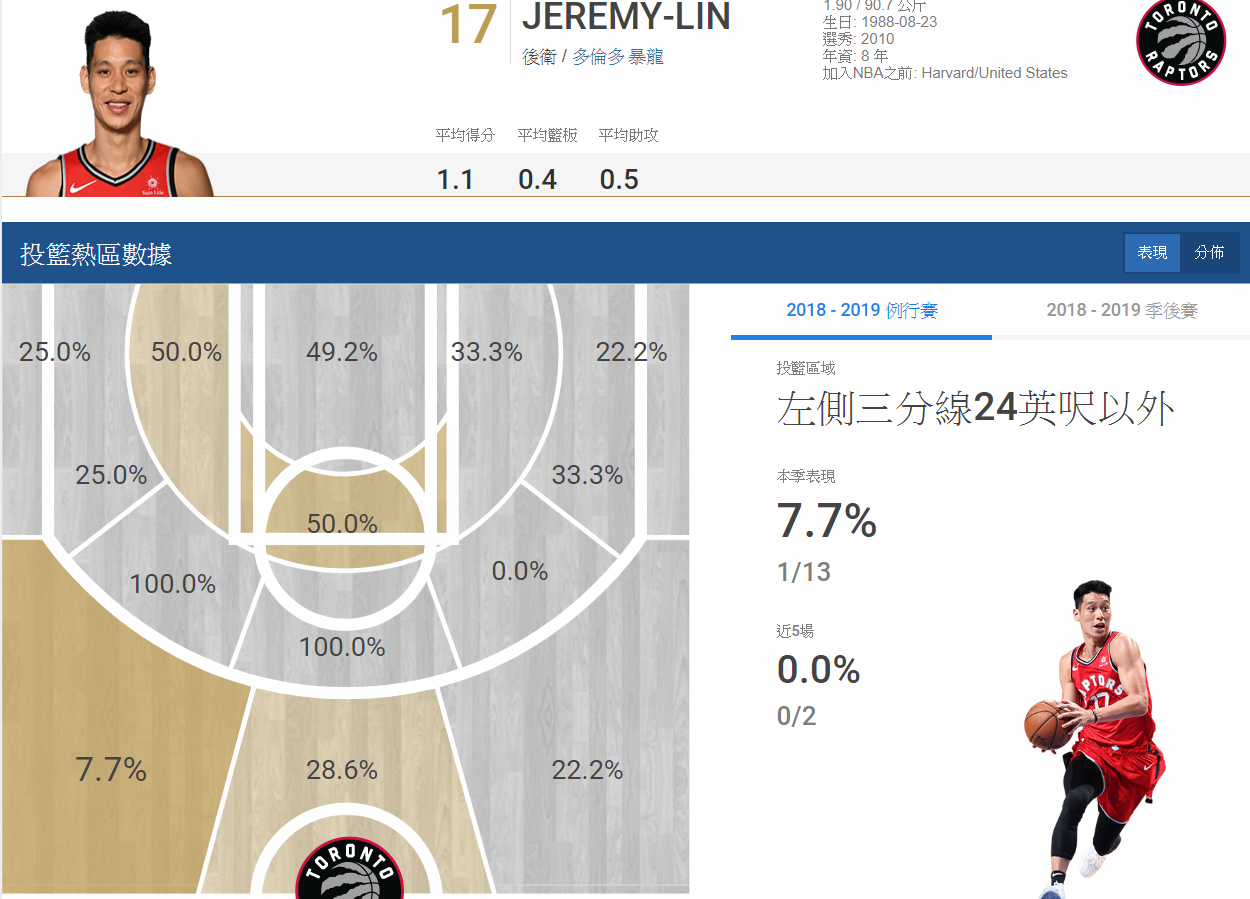 17
JEREMY-LIN
後衛 / 多倫多 暴龍
1.90 / 90.7 公斤
生日: 1988-08-23
選秀: 2010
年資: 8 年
加入NBA之前: Harvard/United States
TORONTO
RAPTORS
平均得分 平均籃板 平均助攻
1.1 0.4 0.5
Sun Life
投籃熱區數據
表現 分佈
25.0% 50.0% 49.2% 33.3% 22.2%
25.0% 33.3%
50.0%
100.0% 0.0%
100.0%
7.7% 28.6% 22.2%
TORONTO
2018 - 2019 例行賽 2018 - 2019 季後賽
投籃區域
左側三分線24英呎以外
本季表現
7.7%
1/13
近5場
0.0%
0/2